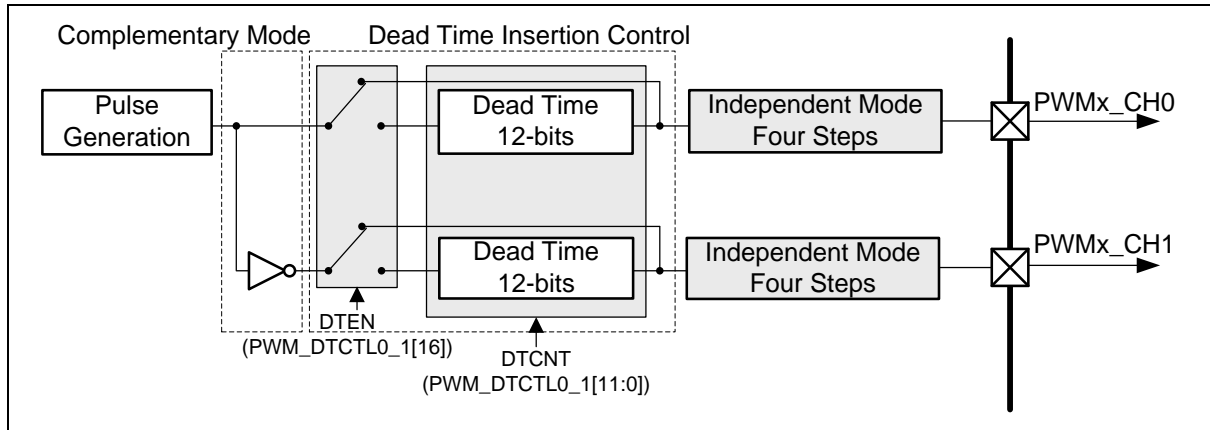 Complementary Mode
Dead Time Insertion Control
Pulse
Generation
Dead Time
12-bits
Independent Mode
Four Steps
PWMx_CH0
Dead Time
12-bits
Independent Mode
Four Steps
PWMx_CH1
DTEN
(PWM_DTCTL0_1[16])
DTCNT
(PWM_DTCTL0_1[11:0])